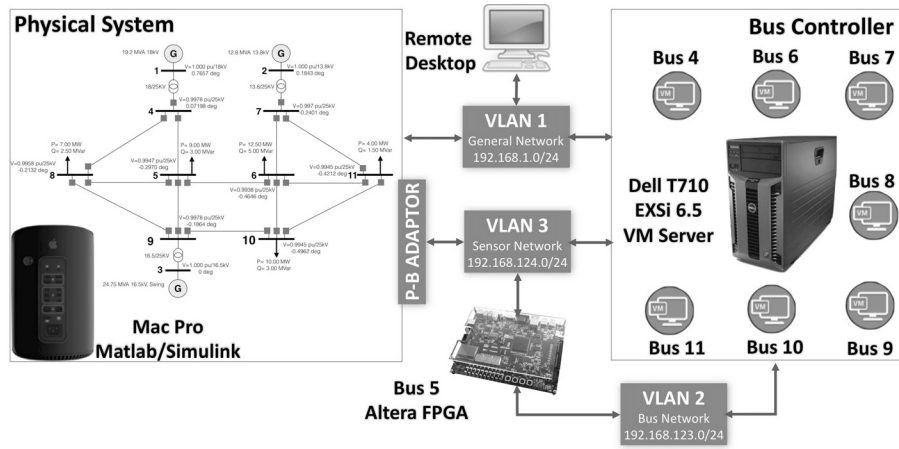 Physical System
19.2 MVA 18kV
G
1
V=1.000 pu/18kV
0.7657 deg
18/25KV
4
V=0.9978 pu/25kV
0.07198 deg
12.8 MVA 13.8kV
G
2
V=1.000 pu/13.8kV
0.1843 deg
13.8/25KV
7
V=0.997 pu/25kV
-0.2401 deg
P= 7.00 MW
Q= 2.50 MVar
V=0.9958 pu/25kV
-0.2132 deg
8
P= 9.00 MW
Q= 3.00 MVar
V=0.9947 pu/25kV
-0.2970 deg
5
P= 12.50 MW
Q= 5.00 MVar
6
V=0.9938 pu/25kV
-0.4646 deg
P= 4.00 MW
Q= 1.50 MVar
V=0.9945 pu/25kV
-0.4212 deg
11
V=0.9978 pu/25kV
-0.1864 deg
9
16.5/25KV
3
V=1.000 pu/16.5kV
0 deg
G
24.75 MVA 16.5kV, Swing
10
V=0.9945 pu/25kV
-0.4962 deg
P= 10.00 MW
Q= 3.00 MVar
Mac Pro
Matlab/Simulink
P-B ADAPTOR
Remote
Desktop
VLAN 1
General Network
192.168.1.0/24
VLAN 3
Sensor Network
192.168.124.0/24
Bus 5
Altera FPGA
VLAN 2
Bus Network
192.168.123.0/24
Bus Controller
Bus 4
Bus 6
Bus 7
VM
VM
VM
Dell T710
EXSi 6.5
VM Server
Bus 8
VM
VM
VM
VM
Bus 11
Bus 10
Bus 9